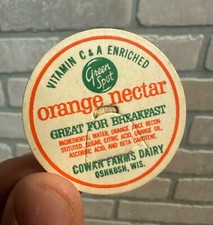 VITAMIN C & A ENRICHED
Green
Spot
orange nectar
GREAT FOR BREAKFAST
INGREDIENTS: WATER, ORANGE JUICE RECON-
STITUTED, SUGAR, CITRIC ACID, ORANGE OIL,
ASCORBIC ACID, AND BETA CAROTENE.
COWAN FARMS DAIRY
OSHKOSH, WIS.